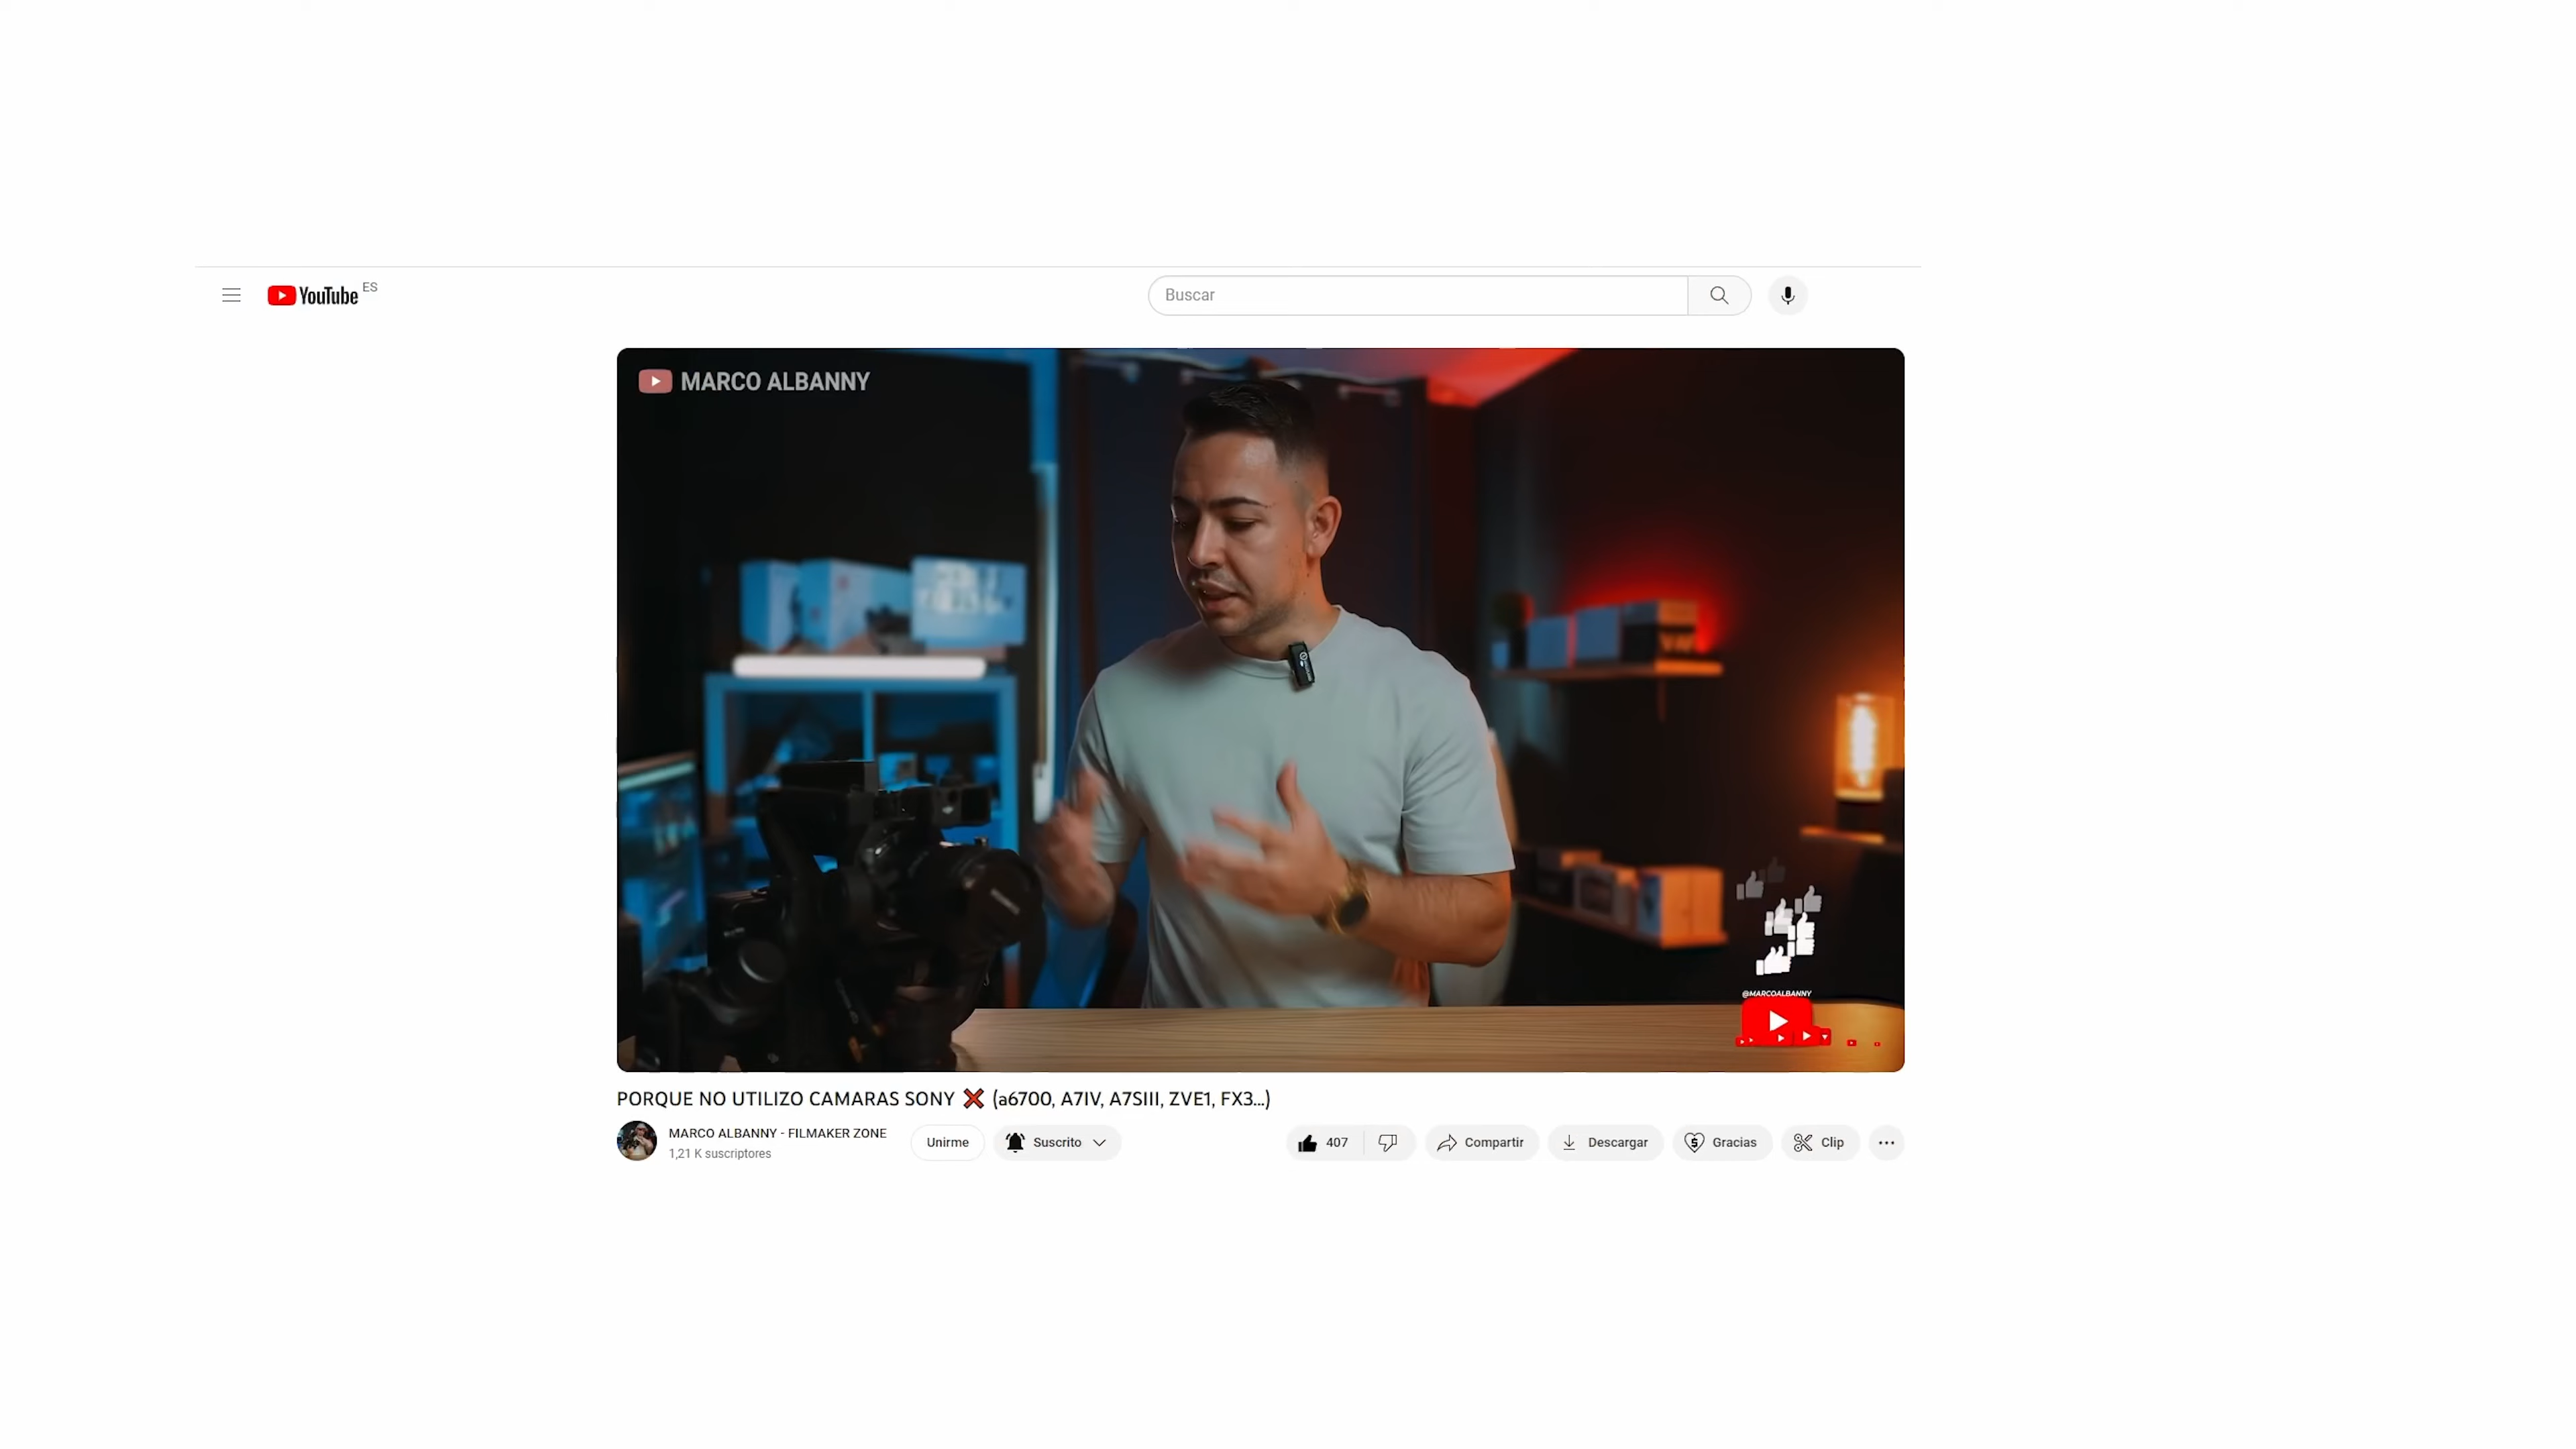 YouTube ES
Buscar
MARCO ALBANNY
@MARCOALBANNY
PORQUE NO UTILIZO CAMARAS SONY ❌ (a6700, A7IV, A7SIII, ZVE1, FX3...)
MARCO ALBANNY - FILMAKER ZONE
1,21 K suscriptores
Unirme
Suscrito
407
Compartir
Descargar
Gracias
Clip